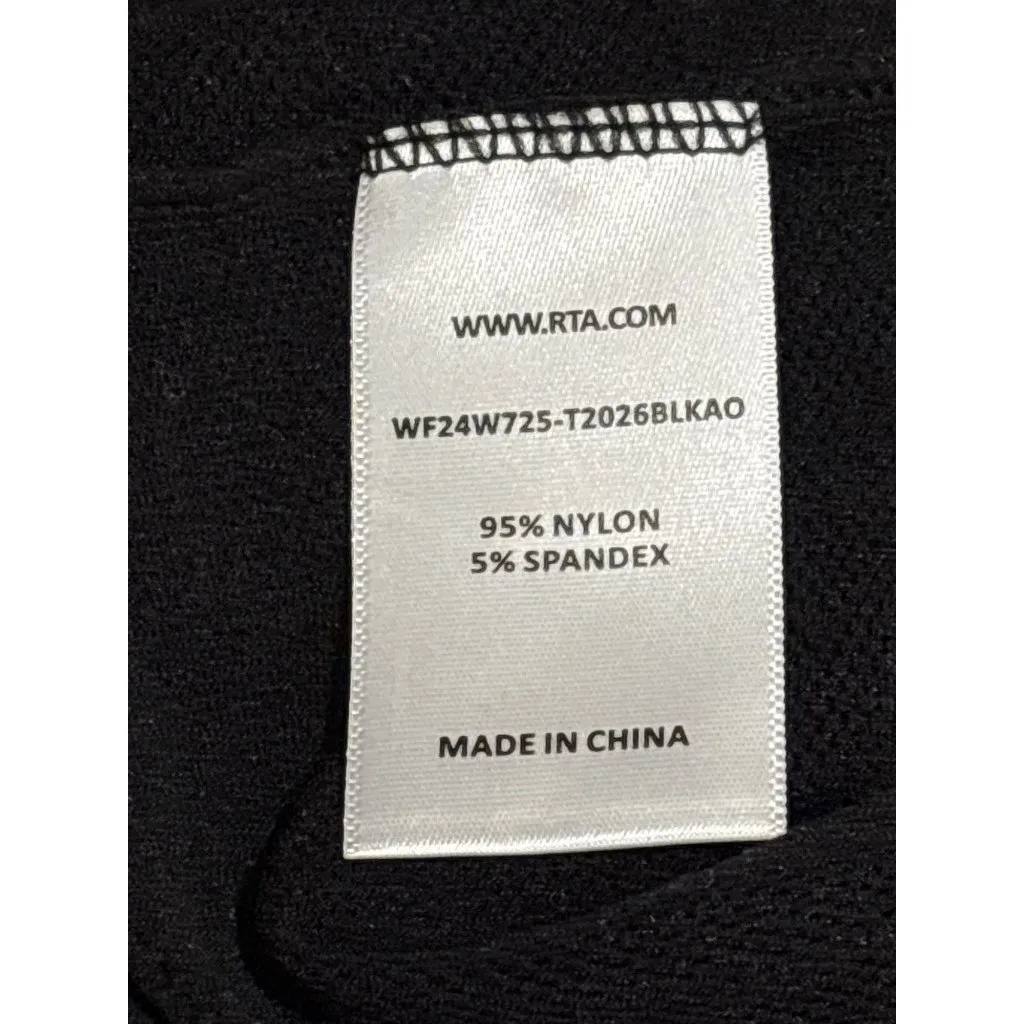 WWW.RTA.COM
WF24W725-T2026BLKAO
95% NYLON
5% SPANDEX
MADE IN CHINA